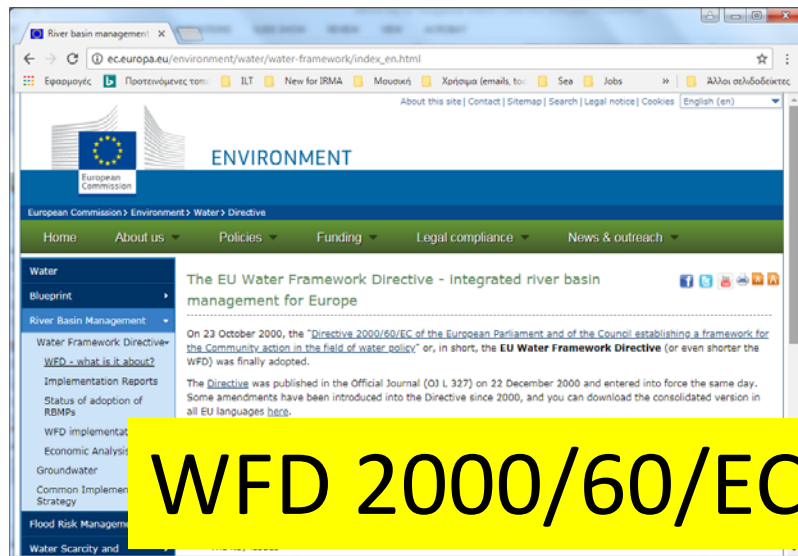 River basin management
ec.europa.eu/environment/water/water-framework/index_en.html
Εφαρμογές Προτεινόμενες τοπο ILT New for IRMA Μουσική Χρήσιμα (emails, to Sea Jobs » Άλλοι σελιδοδείκτες
About this site | Contact | Sitemap | Search | Legal notice | Cookies English (en)
ENVIRONMENT
European
Commission
European Commission > Environment > Water > Directive
Home About us Policies Funding Legal compliance News & outreach
Water
Blueprint
River Basin Management
Water Framework Directive
WFD - what is it about?
Implementation Reports
Status of adoption of
RBMPs
WFD implementat
Economic Analysis
Groundwater
Common Implemen
Strategy
Flood Risk Managem
Water Scarcity and
The EU Water Framework Directive - integrated river basin
management for Europe
On 23 October 2000, the "Directive 2000/60/EC of the European Parliament and of the Council establishing a framework for
the Community action in the field of water policy" or, in short, the EU Water Framework Directive (or even shorter the
WFD) was finally adopted.
The Directive was published in the Official Journal (OJ L 327) on 22 December 2000 and entered into force the same day.
Some amendments have been introduced into the Directive since 2000, and you can download the consolidated version in
all EU languages here.
WFD 2000/60/EC